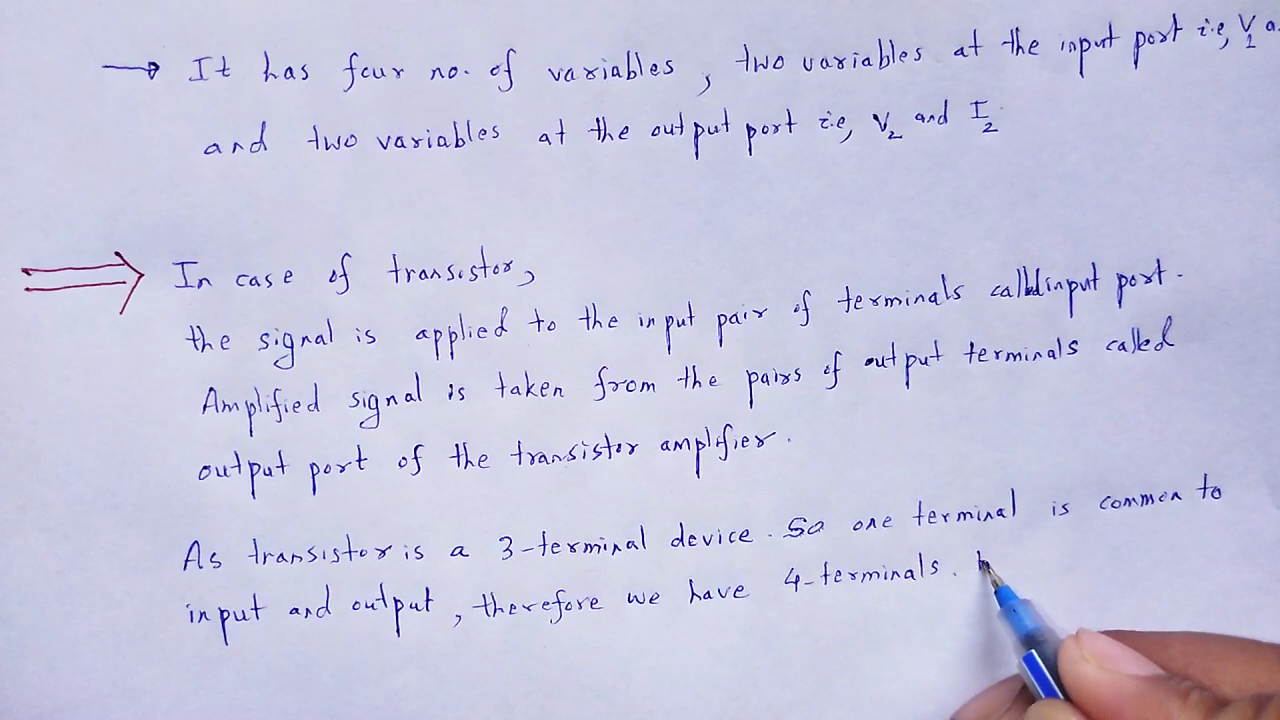 → It has four no. of variables, two variables at the input port i.e, V₂ a
and two variables at the output port i.e, V₂ and I₂
In case of transistor,
the signal is applied to the input pair of terminals called input port.
Amplified signal is taken from the pairs of output terminals called
output port of the transistor amplifier.
As transistor is a 3-terminal device. So one terminal is common to
input and output, therefore we have 4-terminals.